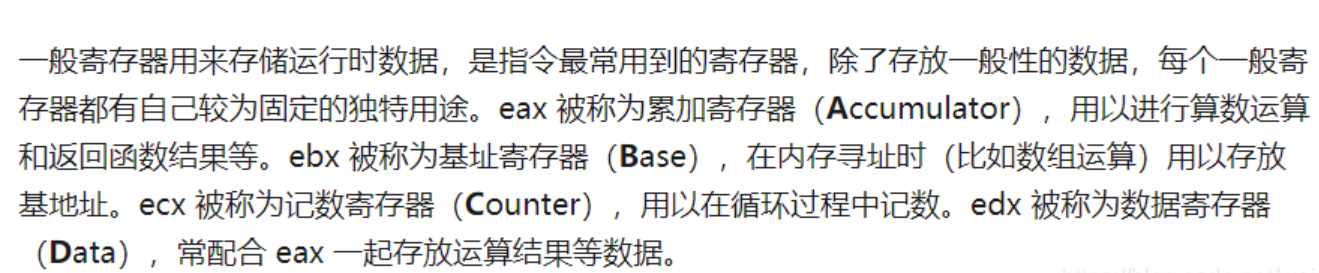 一般寄存器用来存储运行时数据，是指令最常用到的寄存器，除了存放一般性的数据，每个一般寄
存器都有自己较为固定的独特用途。eax 被称为累加寄存器（Accumulator），用以进行算数运算
和返回函数结果等。ebx 被称为基址寄存器（Base），在内存寻址时（比如数组运算）用以存放
基地址。ecx 被称为记数寄存器（Counter），用以在循环过程中记数。edx 被称为数据寄存器
（Data），常配合 eax 一起存放运算结果等数据。